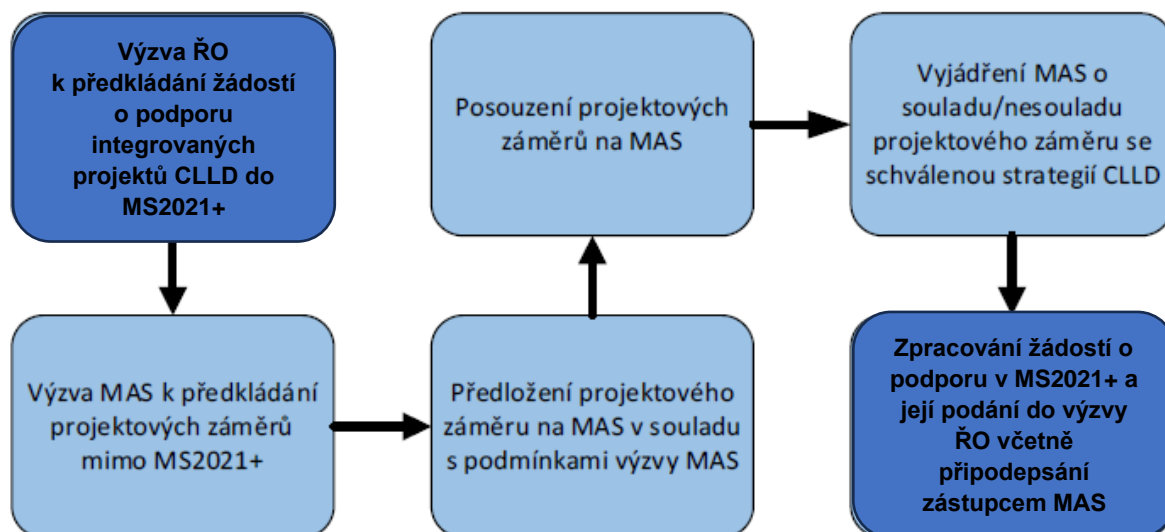 Výzva ŘO
k předkládání žádostí
o podporu
integrovaných
projektů CLLD do
MS2021+
Výzva MAS k předkládání
projektových záměrů
mimo MS2021+
Předložení projektového
záměru na MAS v souladu
s podmínkami výzvy MAS
Posouzení projektových
záměrů na MAS
Vyjádření MAS o
souladu/nesouladu
projektového záměru se
schválenou strategií CLLD
Zpracování žádostí o
podporu v MS2021+ a
její podání do výzvy
ŘO včetně
připodepsání
zástupcem MAS